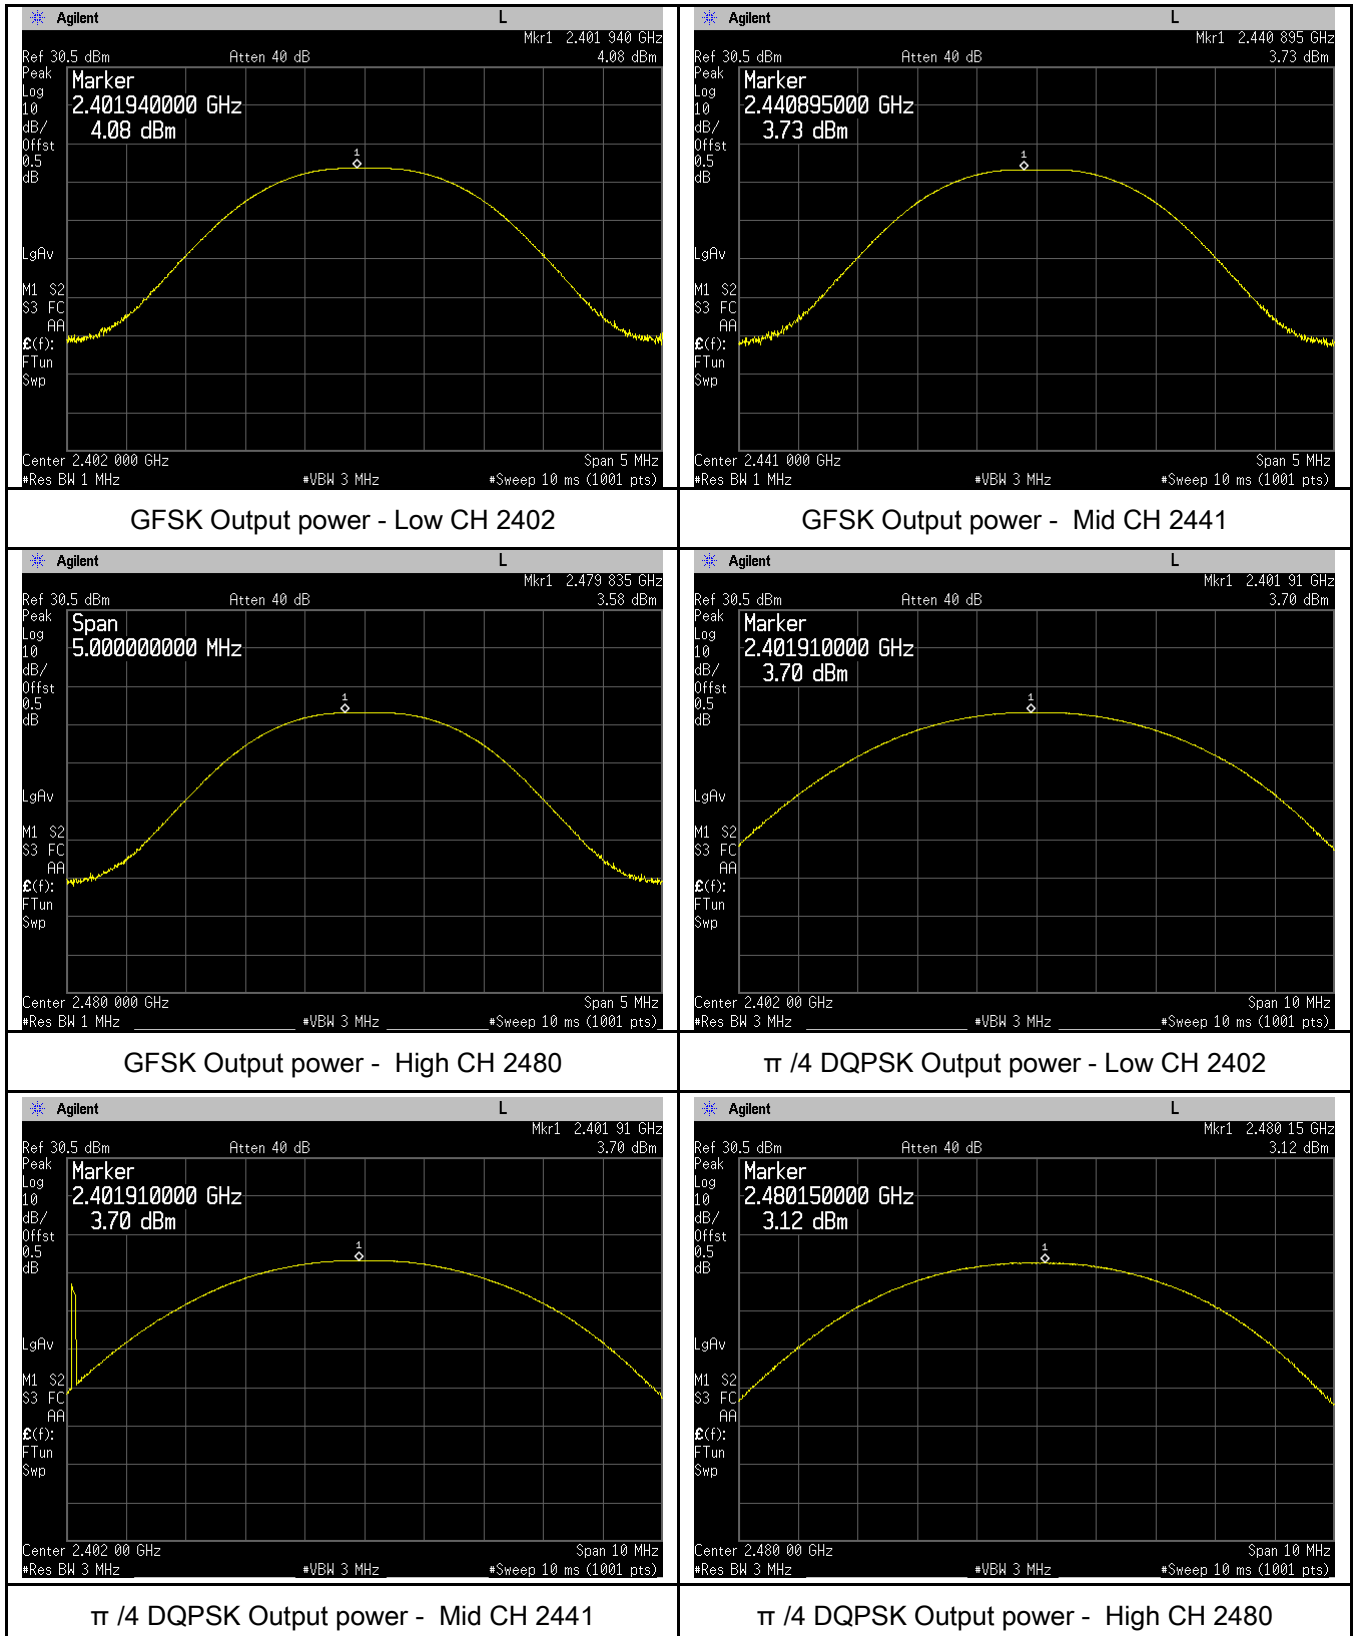 Agilent
L
Mkr1 2.401 940 GHz
Ref 30.5 dBm
Atten 40 dB
4.08 dBm
Peak
Log
10
dB/
Offst
0.5
dB
Marker
2.401940000 GHz
4.08 dBm
1
LgAv
M1 S2
S3 FC
AA
£(f):
FTun
Swp
Center 2.402 000 GHz
Span 5 MHz
#Res BW 1 MHz
#VBW 3 MHz
#Sweep 10 ms (1001 pts)
GFSK Output power - Low CH 2402
Agilent
L
Mkr1 2.440 895 GHz
Ref 30.5 dBm
Atten 40 dB
3.73 dBm
Peak
Log
10
dB/
Offst
0.5
dB
Marker
2.440895000 GHz
3.73 dBm
1
LgAv
M1 S2
S3 FC
AA
£(f):
FTun
Swp
Center 2.441 000 GHz
Span 5 MHz
#Res BW 1 MHz
#VBW 3 MHz
#Sweep 10 ms (1001 pts)
GFSK Output power - Mid CH 2441
Agilent
L
Mkr1 2.479 835 GHz
Ref 30.5 dBm
Atten 40 dB
3.58 dBm
Peak
Log
10
dB/
Offst
0.5
dB
Span
5.000000000 MHz
1
LgAv
M1 S2
S3 FC
AA
£(f):
FTun
Swp
Center 2.480 000 GHz
Span 5 MHz
#Res BW 1 MHz
#VBW 3 MHz
#Sweep 10 ms (1001 pts)
GFSK Output power - High CH 2480
Agilent
L
Mkr1 2.401 91 GHz
Ref 30.5 dBm
Atten 40 dB
3.70 dBm
Peak
Log
10
dB/
Offst
0.5
dB
Marker
2.401910000 GHz
3.70 dBm
1
LgAv
M1 S2
S3 FC
AA
£(f):
FTun
Swp
Center 2.402 00 GHz
Span 10 MHz
#Res BW 3 MHz
#VBW 3 MHz
#Sweep 10 ms (1001 pts)
π /4 DQPSK Output power - Low CH 2402
Agilent
L
Mkr1 2.401 91 GHz
Ref 30.5 dBm
Atten 40 dB
3.70 dBm
Peak
Log
10
dB/
Offst
0.5
dB
Marker
2.401910000 GHz
3.70 dBm
1
LgAv
M1 S2
S3 FC
AA
£(f):
FTun
Swp
Center 2.402 00 GHz
Span 10 MHz
#Res BW 3 MHz
#VBW 3 MHz
#Sweep 10 ms (1001 pts)
π /4 DQPSK Output power - Mid CH 2441
Agilent
L
Mkr1 2.480 15 GHz
Ref 30.5 dBm
Atten 40 dB
3.12 dBm
Peak
Log
10
dB/
Offst
0.5
dB
Marker
2.480150000 GHz
3.12 dBm
1
LgAv
M1 S2
S3 FC
AA
£(f):
FTun
Swp
Center 2.480 00 GHz
Span 10 MHz
#Res BW 3 MHz
#VBW 3 MHz
#Sweep 10 ms (1001 pts)
π /4 DQPSK Output power - High CH 2480